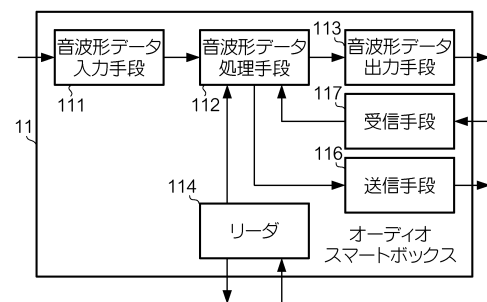 音波形データ
入力手段
111
音波形データ
処理手段
112
113
音波形データ
出力手段
117
受信手段
11
116
送信手段
114
リーダ
オーディオ
スマートボックス